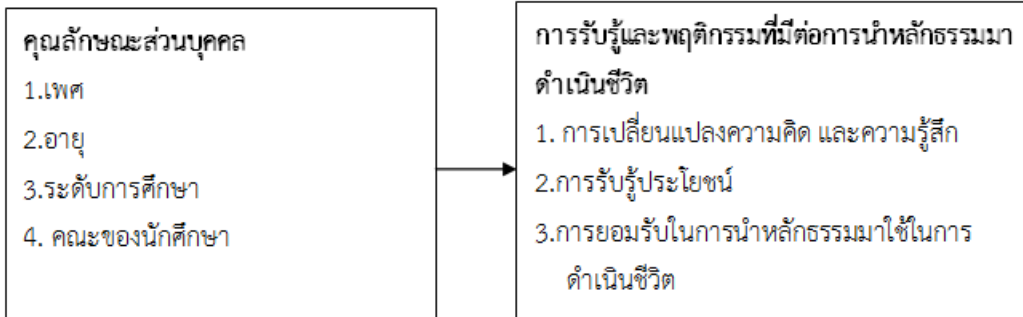 คุณลักษณะส่วนบุคคล
1.เพศ
2.อายุ
3.ระดับการศึกษา
4. คณะของนักศึกษา
การรับรู้และพฤติกรรมที่มีต่อการนำหลักธรรมมา
ดำเนินชีวิต
1. การเปลี่ยนแปลงความคิด และความรู้สึก
2.การรับรู้ประโยชน์
3.การยอมรับในการนำหลักธรรมมาใช้ในการ
ดำเนินชีวิต